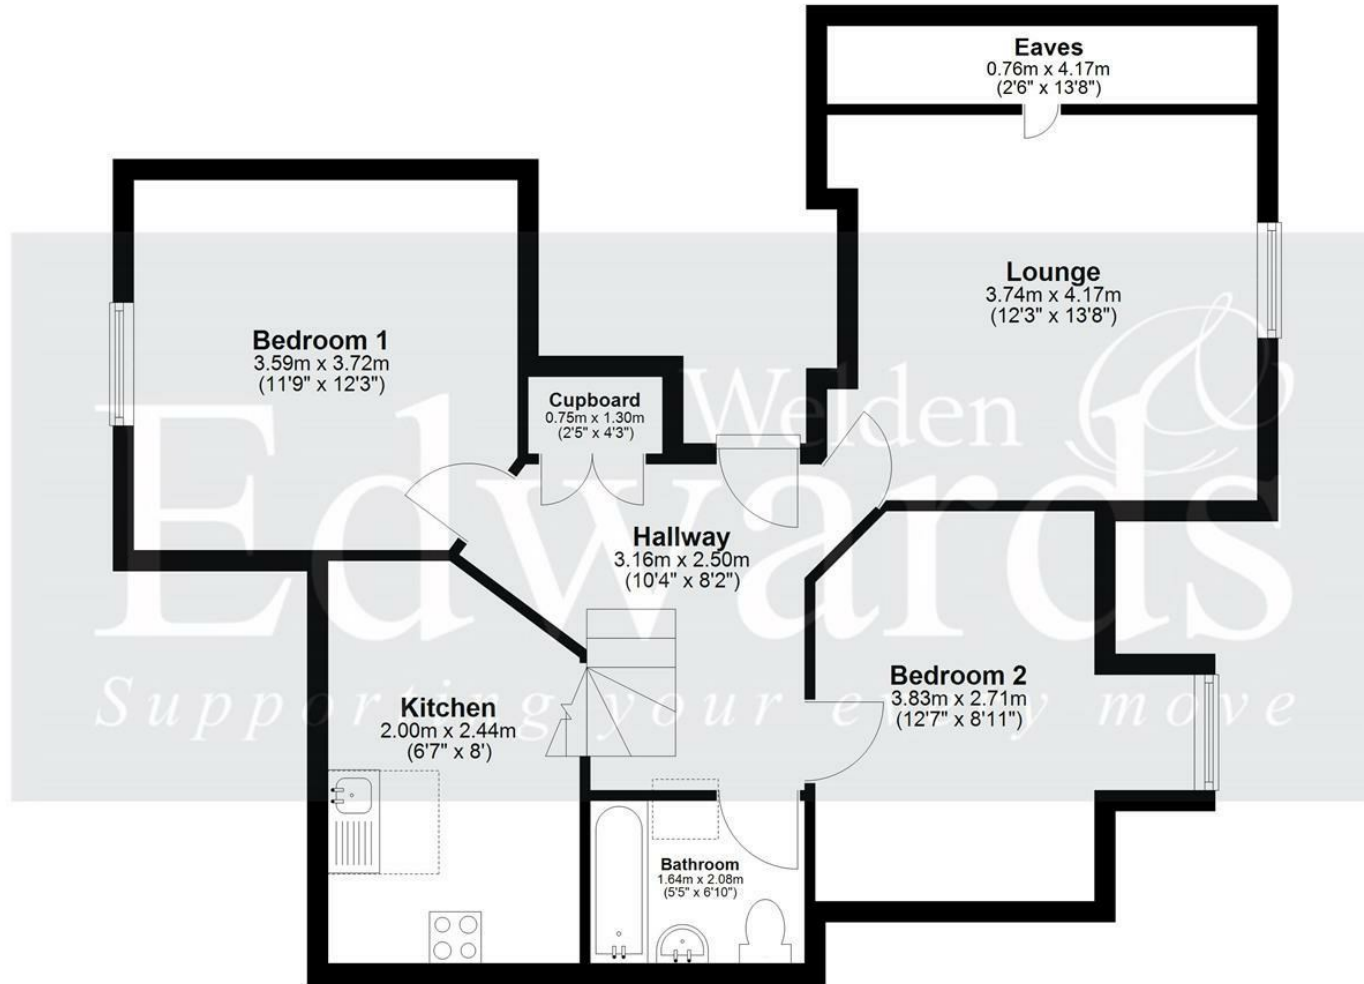 Eaves
0.76m x 4.17m
(2'6" x 13'8")
Lounge
3.74m x 4.17m
(12'3" x 13'8")
Bedroom 1
3.59m x 3.72m
(11'9" x 12'3")
Cupboard
0.75m x 1.30m
(2'5" x 4'3")
Welden &
Edwards
Supporting your every move
Hallway
3.16m x 2.50m
(10'4" x 8'2")
Bedroom 2
3.83m x 2.71m
(12'7" x 8'11")
Kitchen
2.00m x 2.44m
(6'7" x 8')
Bathroom
1.64m x 2.08m
(5'5" x 6'10")